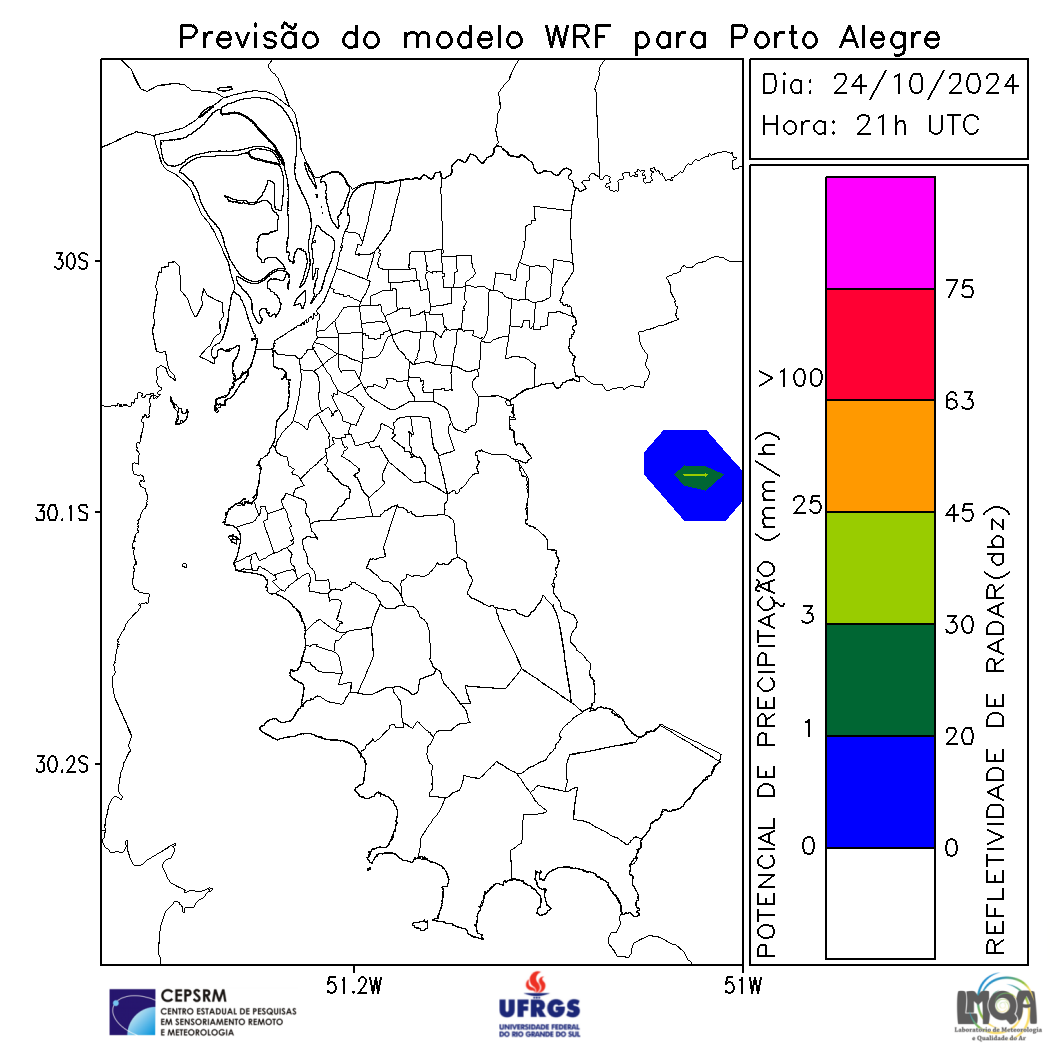 Previsão do modelo WRF para Porto Alegre
Dia: 24/10/2024
Hora: 21h UTC
30S
30.1S
30.2S
51.2W
51W
POTENCIAL DE PRECIPITAÇÃO (mm/h)
>100
25
3
1
0
75
63
45
30
20
0
REFLETIVIDADE DE RADAR(dbz)
CEPSRM
CENTRO ESTADUAL DE PESQUISAS
EM SENSORIAMENTO REMOTO
E METEOROLOGIA
UFRGS
UNIVERSIDADE FEDERAL
DO RIO GRANDE DO SUL
LMQA
Laboratório de Meteorologia
e Qualidade do Ar